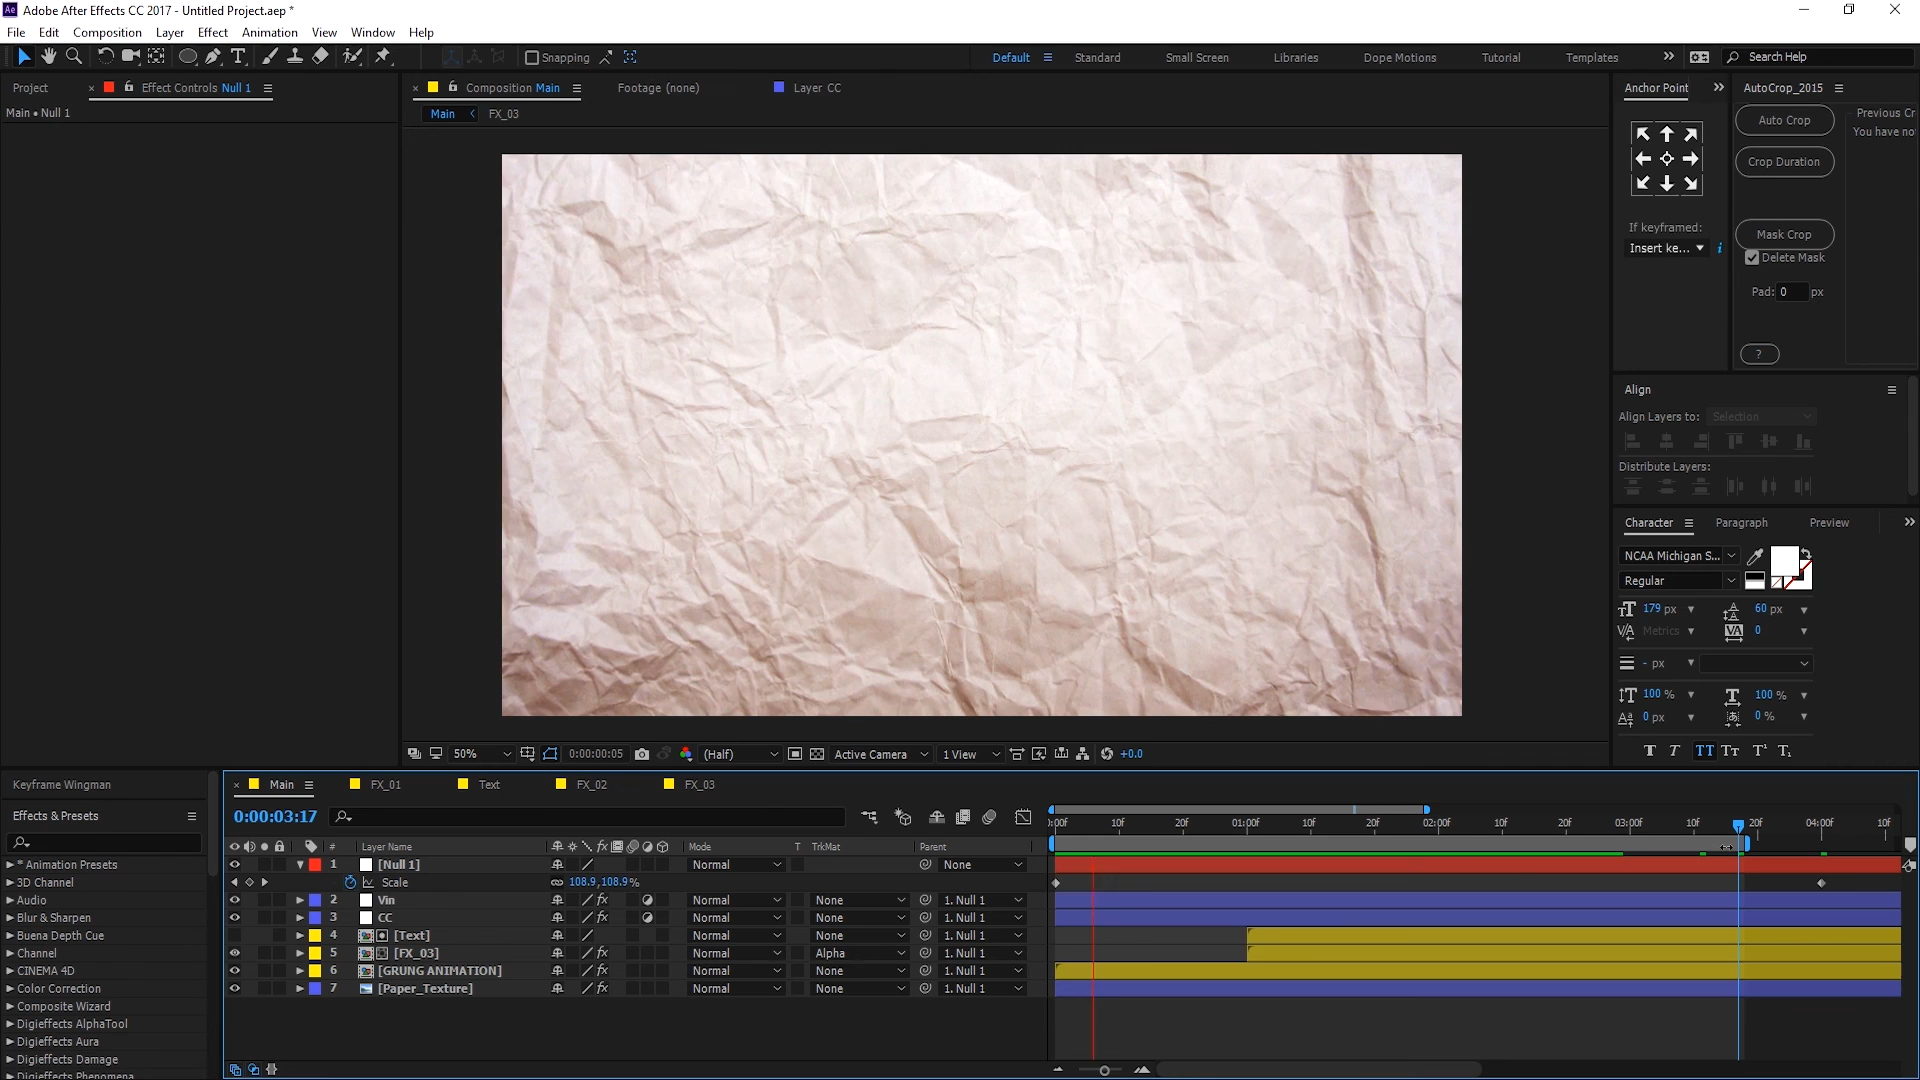 Ae Adobe After Effects CC 2017 - Untitled Project.aep *
File Edit Composition Layer Effect Animation View Window Help
Snapping Default Standard Small Screen Libraries Dope Motions Tutorial Templates Search Help
Project Effect Controls Null 1 Composition Main Footage (none) Layer CC Anchor Point AutoCrop_2015
Main • Null 1 Main FX_03
Auto Crop Previous Cr
You have no
Crop Duration
If keyframed:
Insert ke...
Mask Crop
Delete Mask
Pad: 0 px
?
Align
Align Layers to: Selection
Distribute Layers:
Character Paragraph Preview
NCAA Michigan S...
Regular
179 px 60 px
Metrics 0
- px
100 % 100 %
0 px 0 %
50% 0:00:00:05 (Half) Active Camera 1 View +0.0
Keyframe Wingman
Main FX_01 Text FX_02 FX_03
Effects & Presets
0:00:03:17
:00f 10f 20f 01:00f 10f 20f 02:00f 10f 20f 03:00f 10f 20f 04:00f 10f
# Layer Name Mode T TrkMat Parent
* Animation Presets
3D Channel
Audio
Blur & Sharpen
Buena Depth Cue
Channel
CINEMA 4D
Color Correction
Composite Wizard
Digieffects AlphaTool
Digieffects Aura
Digieffects Damage
Digieffects Phenomena
1 [Null 1] Normal None
Scale 108.9,108.9%
2 Vin fx Normal None 1. Null 1
3 CC fx Normal None 1. Null 1
4 [Text] Normal None 1. Null 1
5 [FX_03] fx Normal Alpha 1. Null 1
6 [GRUNG ANIMATION] fx Normal None 1. Null 1
7 [Paper_Texture] fx Normal None 1. Null 1